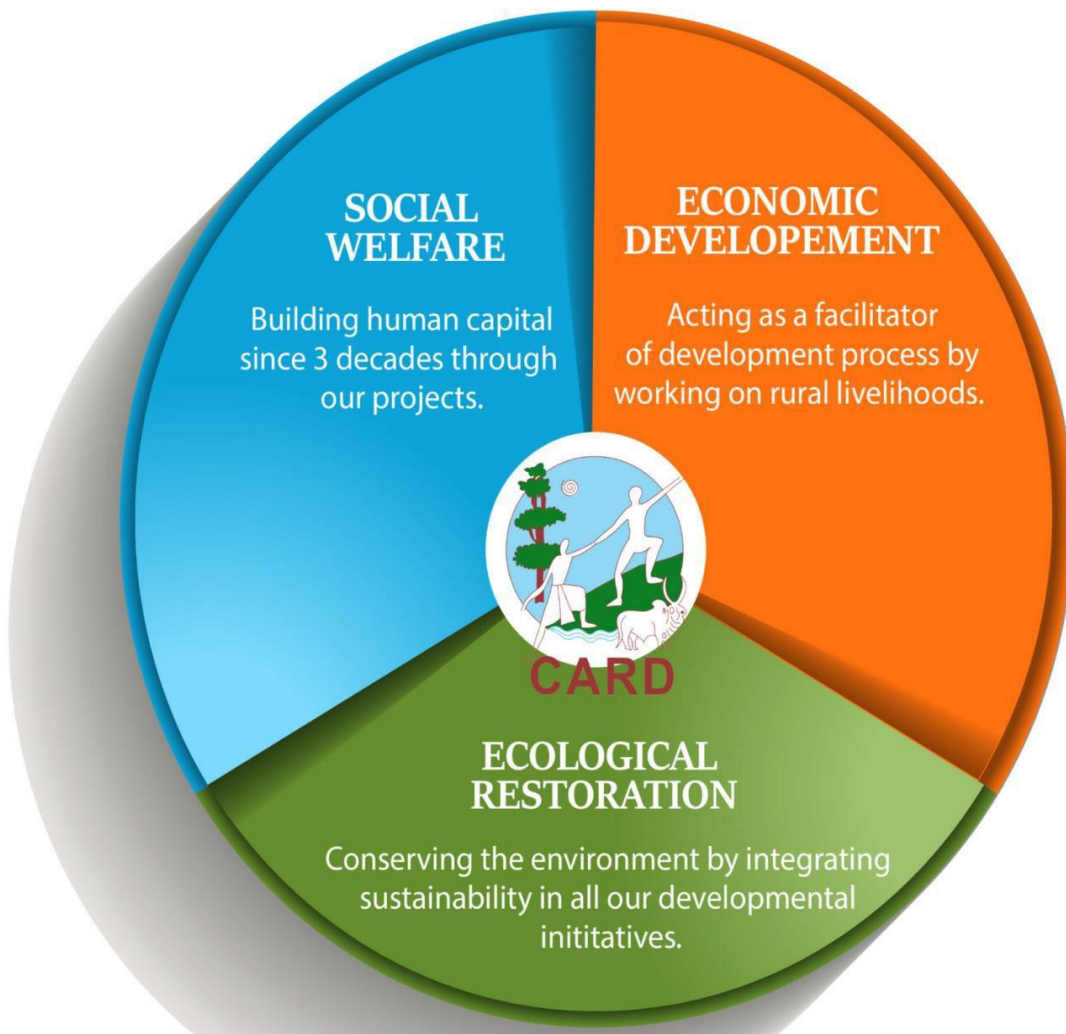 SOCIAL
WELFARE
Building human capital
since 3 decades through
our projects.
ECONOMIC
DEVELOPEMENT
Acting as a facilitator
of development process by
working on rural livelihoods.
CARD
ECOLOGICAL
RESTORATION
Conserving the environment by integrating
sustainability in all our developmental
inititatives.